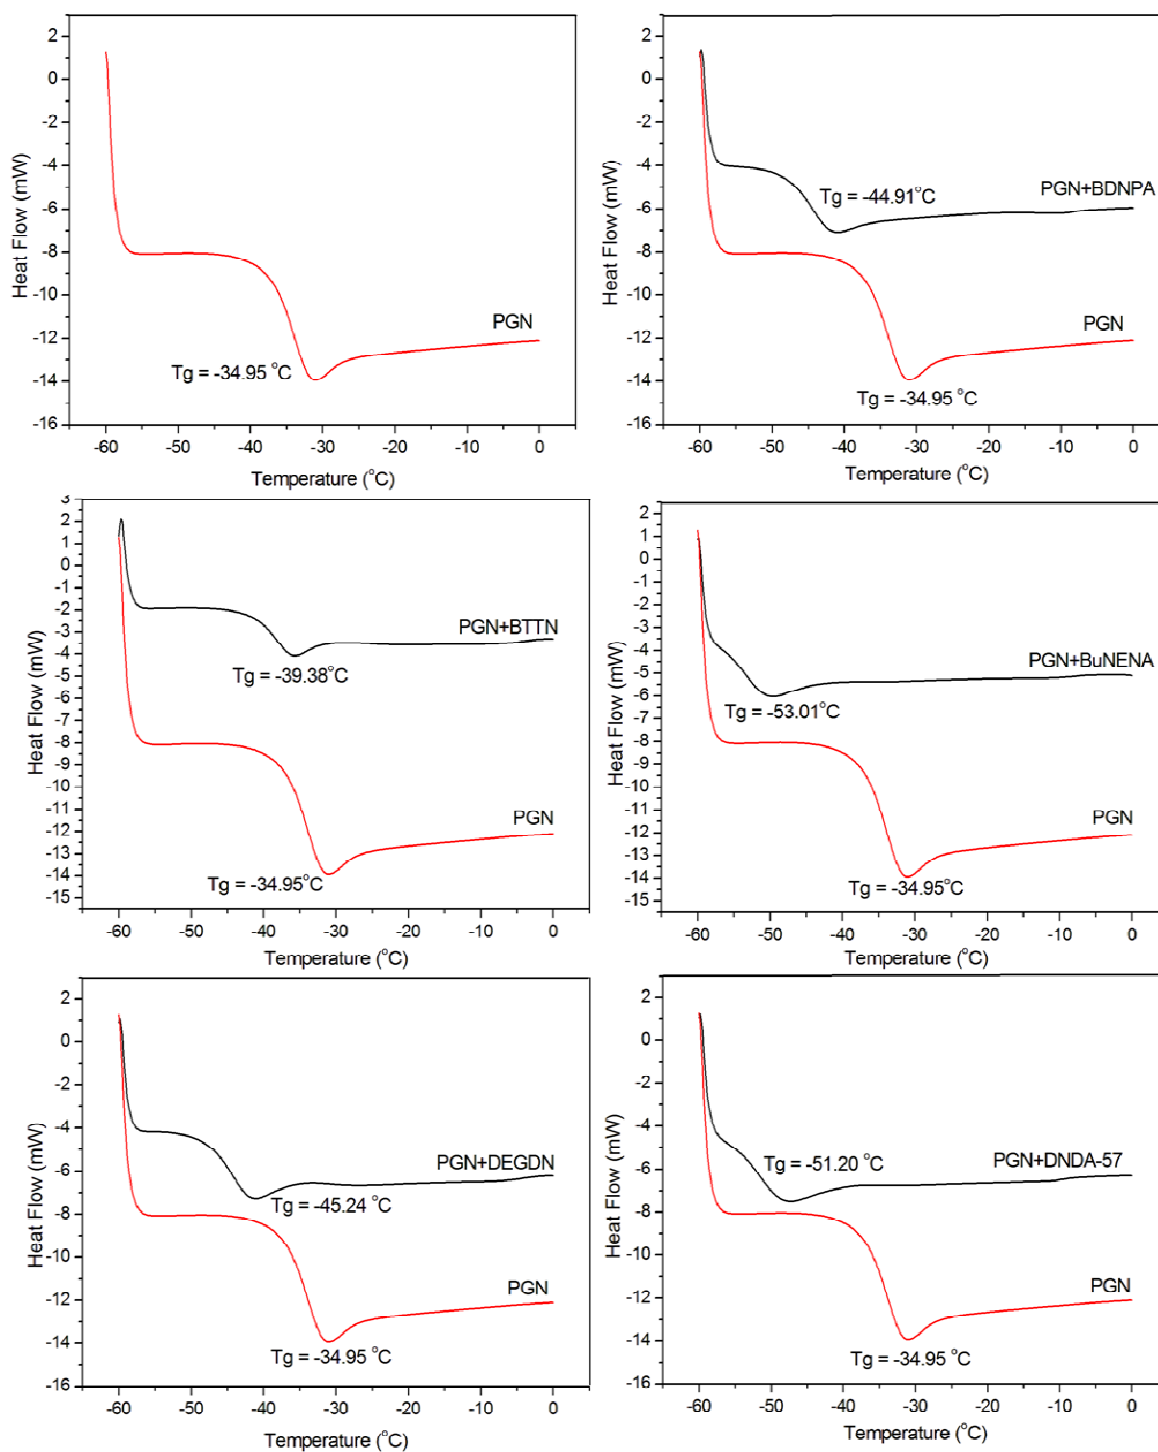 2
0
-2
-4
-6
-8
-10
-12
-14
-16
Heat Flow (mW)
PGN
Tg = -34.95 °C
-60 -50 -40 -30 -20 -10 0
Temperature (°C)
2
0
-2
-4
-6
-8
-10
-12
-14
-16
Heat Flow (mW)
Tg = -44.91°C
PGN+BDNPA
PGN
Tg = -34.95 °C
-60 -50 -40 -30 -20 -10 0
Temperature (°C)
3
2
1
0
-1
-2
-3
-4
-5
-6
-7
-8
-9
-10
-11
-12
-13
-14
-15
Heat Flow (mW)
PGN+BTTN
Tg = -39.38°C
PGN
Tg = -34.95°C
-60 -50 -40 -30 -20 -10 0
Temperature (°C)
2
1
0
-1
-2
-3
-4
-5
-6
-7
-8
-9
-10
-11
-12
-13
-14
-15
Heat Flow (mW)
PGN+BuNENA
Tg = -53.01°C
PGN
Tg = -34.95°C
-60 -50 -40 -30 -20 -10 0
Temperature (°C)
2
0
-2
-4
-6
-8
-10
-12
-14
-16
Heat Flow (mW)
PGN+DEGDN
Tg = -45.24 °C
PGN
Tg = -34.95 °C
-60 -50 -40 -30 -20 -10 0
Temperature (°C)
2
0
-2
-4
-6
-8
-10
-12
-14
-16
Heat Flow (mW)
Tg = -51.20 °C
PGN+DNDA-57
PGN
Tg = -34.95 °C
-60 -50 -40 -30 -20 -10 0
Temperature (°C)